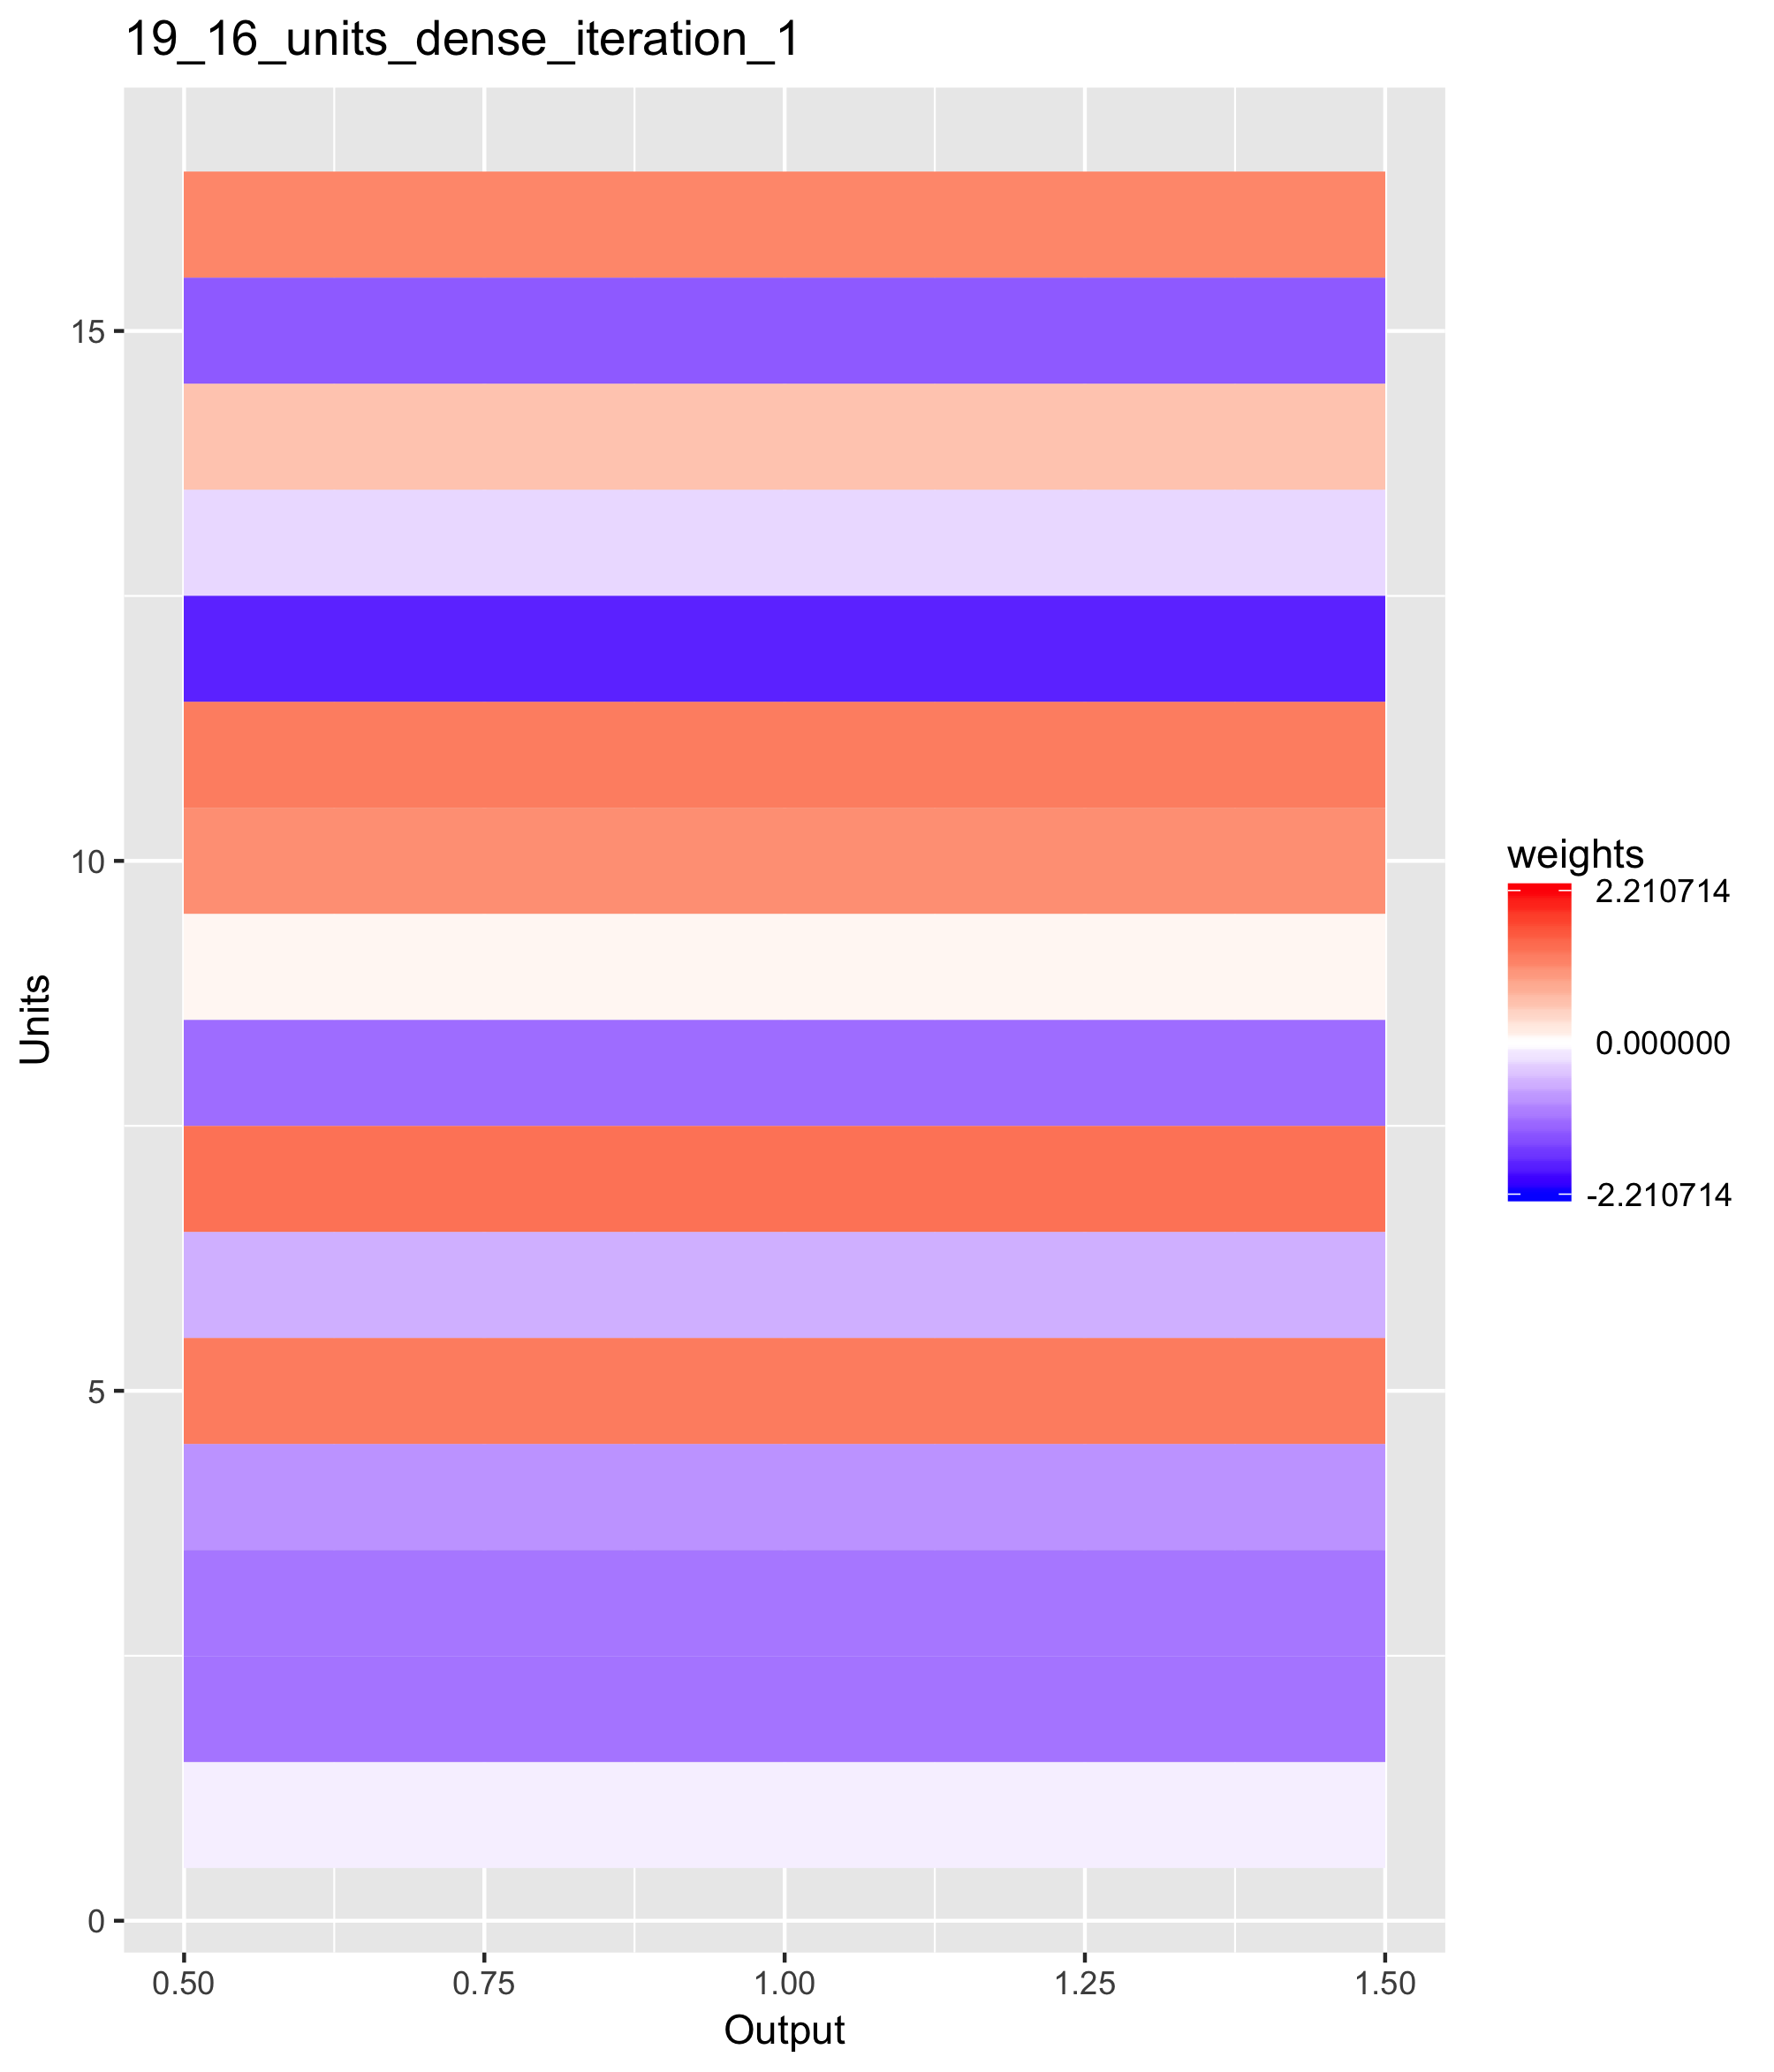 19_16_units_dense_iteration_1
Units
15
10
5
0
0.50 0.75 1.00 1.25 1.50
Output
weights
2.210714
0.000000
-2.210714